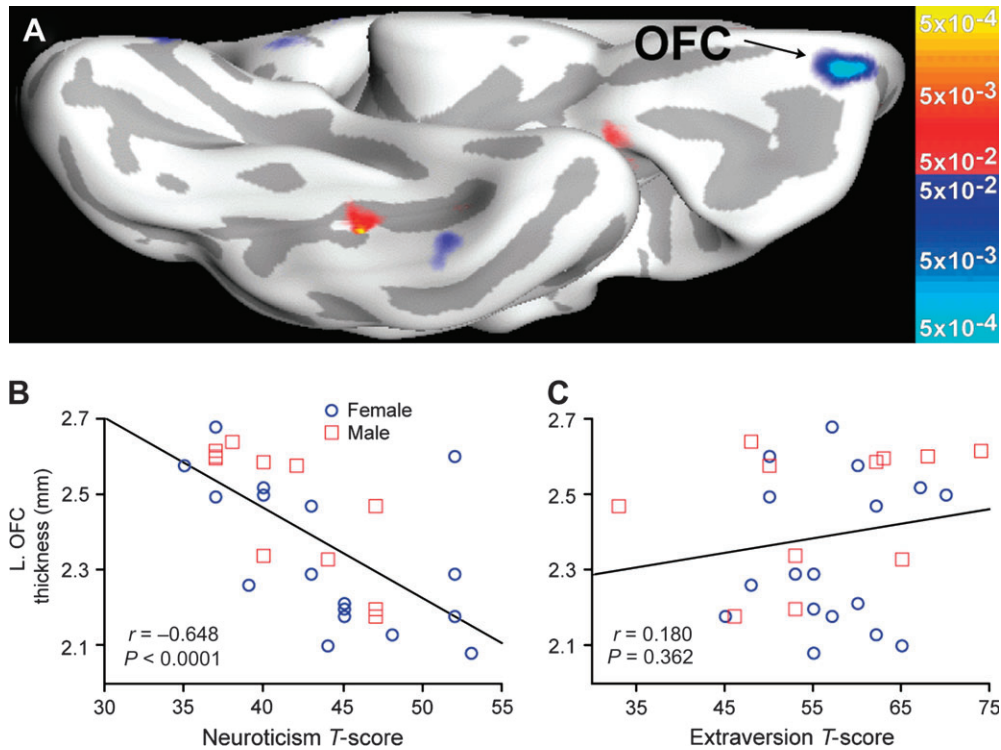 A
OFC
5x10-4
5x10-3
5x10-2
5x10-2
5x10-3
5x10-4
B
Female
Male
2.7
2.5
2.3
2.1
L. OFC
thickness (mm)
r = –0.648
P < 0.0001
30 35 40 45 50 55
Neuroticism T-score
C
2.7
2.5
2.3
2.1
r = 0.180
P = 0.362
35 45 55 65 75
Extraversion T-score